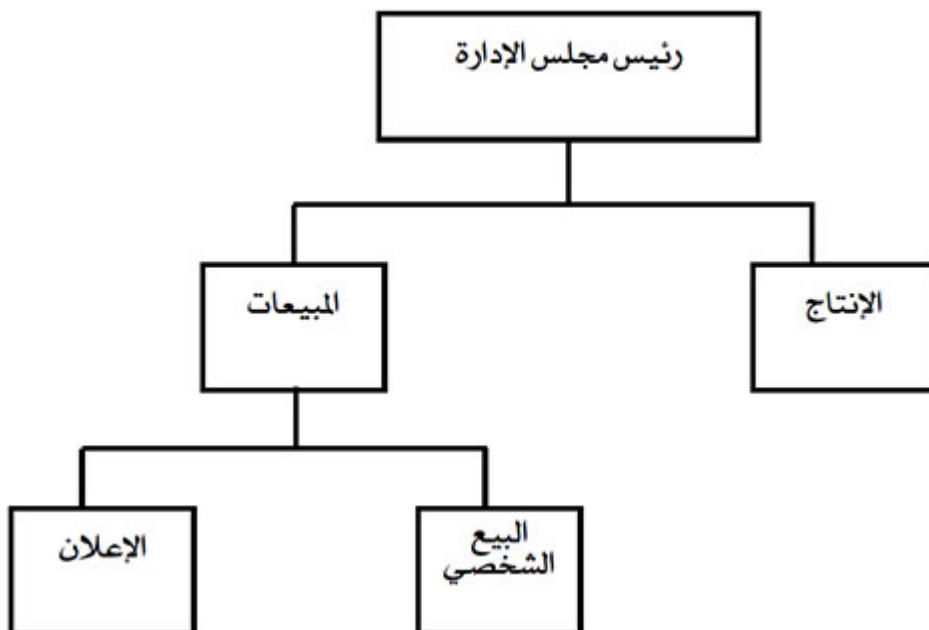 رئيس مجلس الإدارة
الإنتاج
المبيعات
البيع
الشخصي
الإعلان